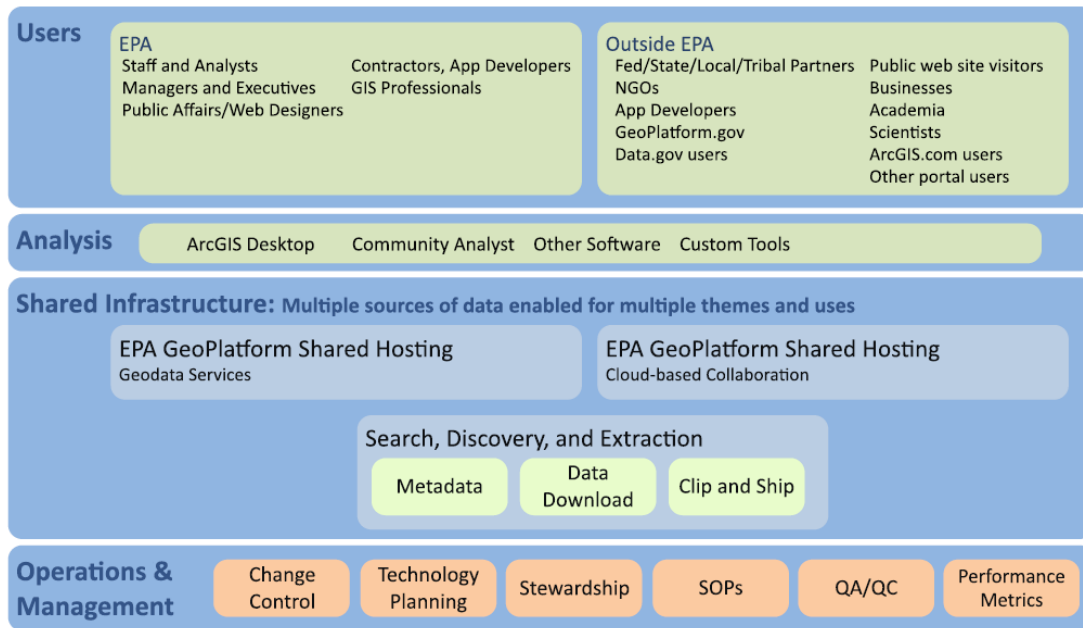 Users
EPA
Staff and Analysts
Managers and Executives
Public Affairs/Web Designers
Contractors, App Developers
GIS Professionals
Outside EPA
Fed/State/Local/Tribal Partners
NGOs
App Developers
GeoPlatform.gov
Data.gov users
Public web site visitors
Businesses
Academia
Scientists
ArcGIS.com users
Other portal users
Analysis
ArcGIS Desktop
Community Analyst
Other Software
Custom Tools
Shared Infrastructure: Multiple sources of data enabled for multiple themes and uses
EPA GeoPlatform Shared Hosting
Geodata Services
EPA GeoPlatform Shared Hosting
Cloud-based Collaboration
Search, Discovery, and Extraction
Metadata
Data
Download
Clip and Ship
Operations &
Management
Change
Control
Technology
Planning
Stewardship
SOPs
QA/QC
Performance
Metrics